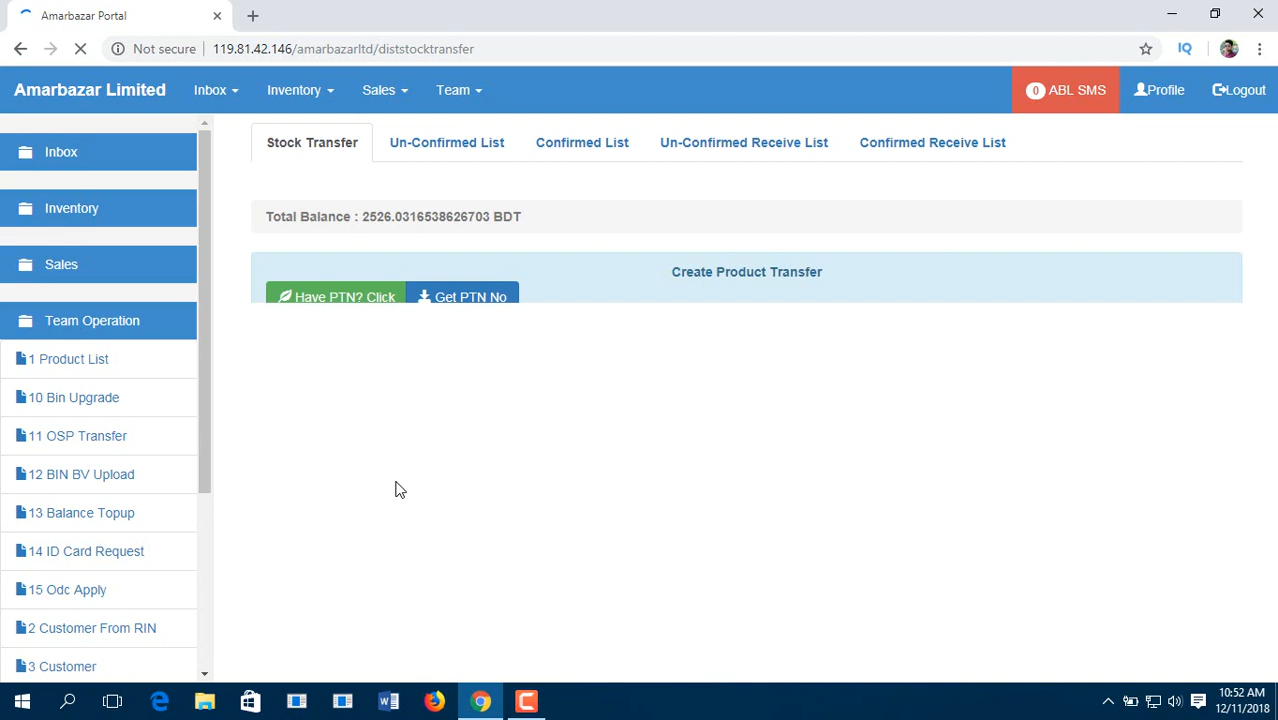 Amarbazar Portal
Not secure
119.81.42.146/amarbazarltd/diststocktransfer
IQ
Amarbazar Limited
Inbox
Inventory
Sales
Team
0 ABL SMS
Profile
Logout
Inbox
Inventory
Sales
Team Operation
1 Product List
10 Bin Upgrade
11 OSP Transfer
12 BIN BV Upload
13 Balance Topup
14 ID Card Request
15 Odc Apply
2 Customer From RIN
3 Customer
Stock Transfer
Un-Confirmed List
Confirmed List
Un-Confirmed Receive List
Confirmed Receive List
Total Balance : 2526.0316538626703 BDT
Create Product Transfer
Have PTN? Click
Get PTN No
10:52 AM
12/11/2018